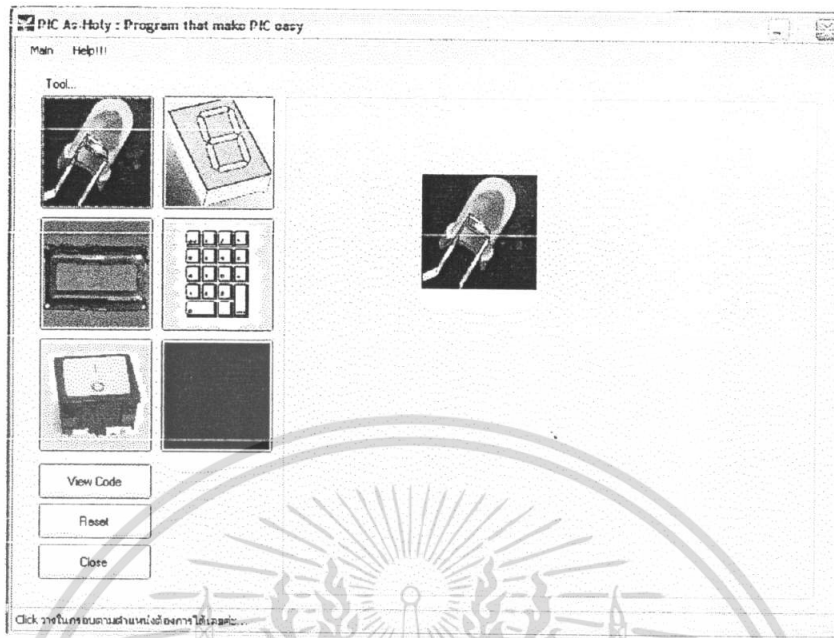 PIC As-Holy : Program that make PIC easy
Main Help!!!
Tool...
View Code
Reset
Close
Click วางในกรอบตามตำแหน่งต้องการได้เลยค่ะ...